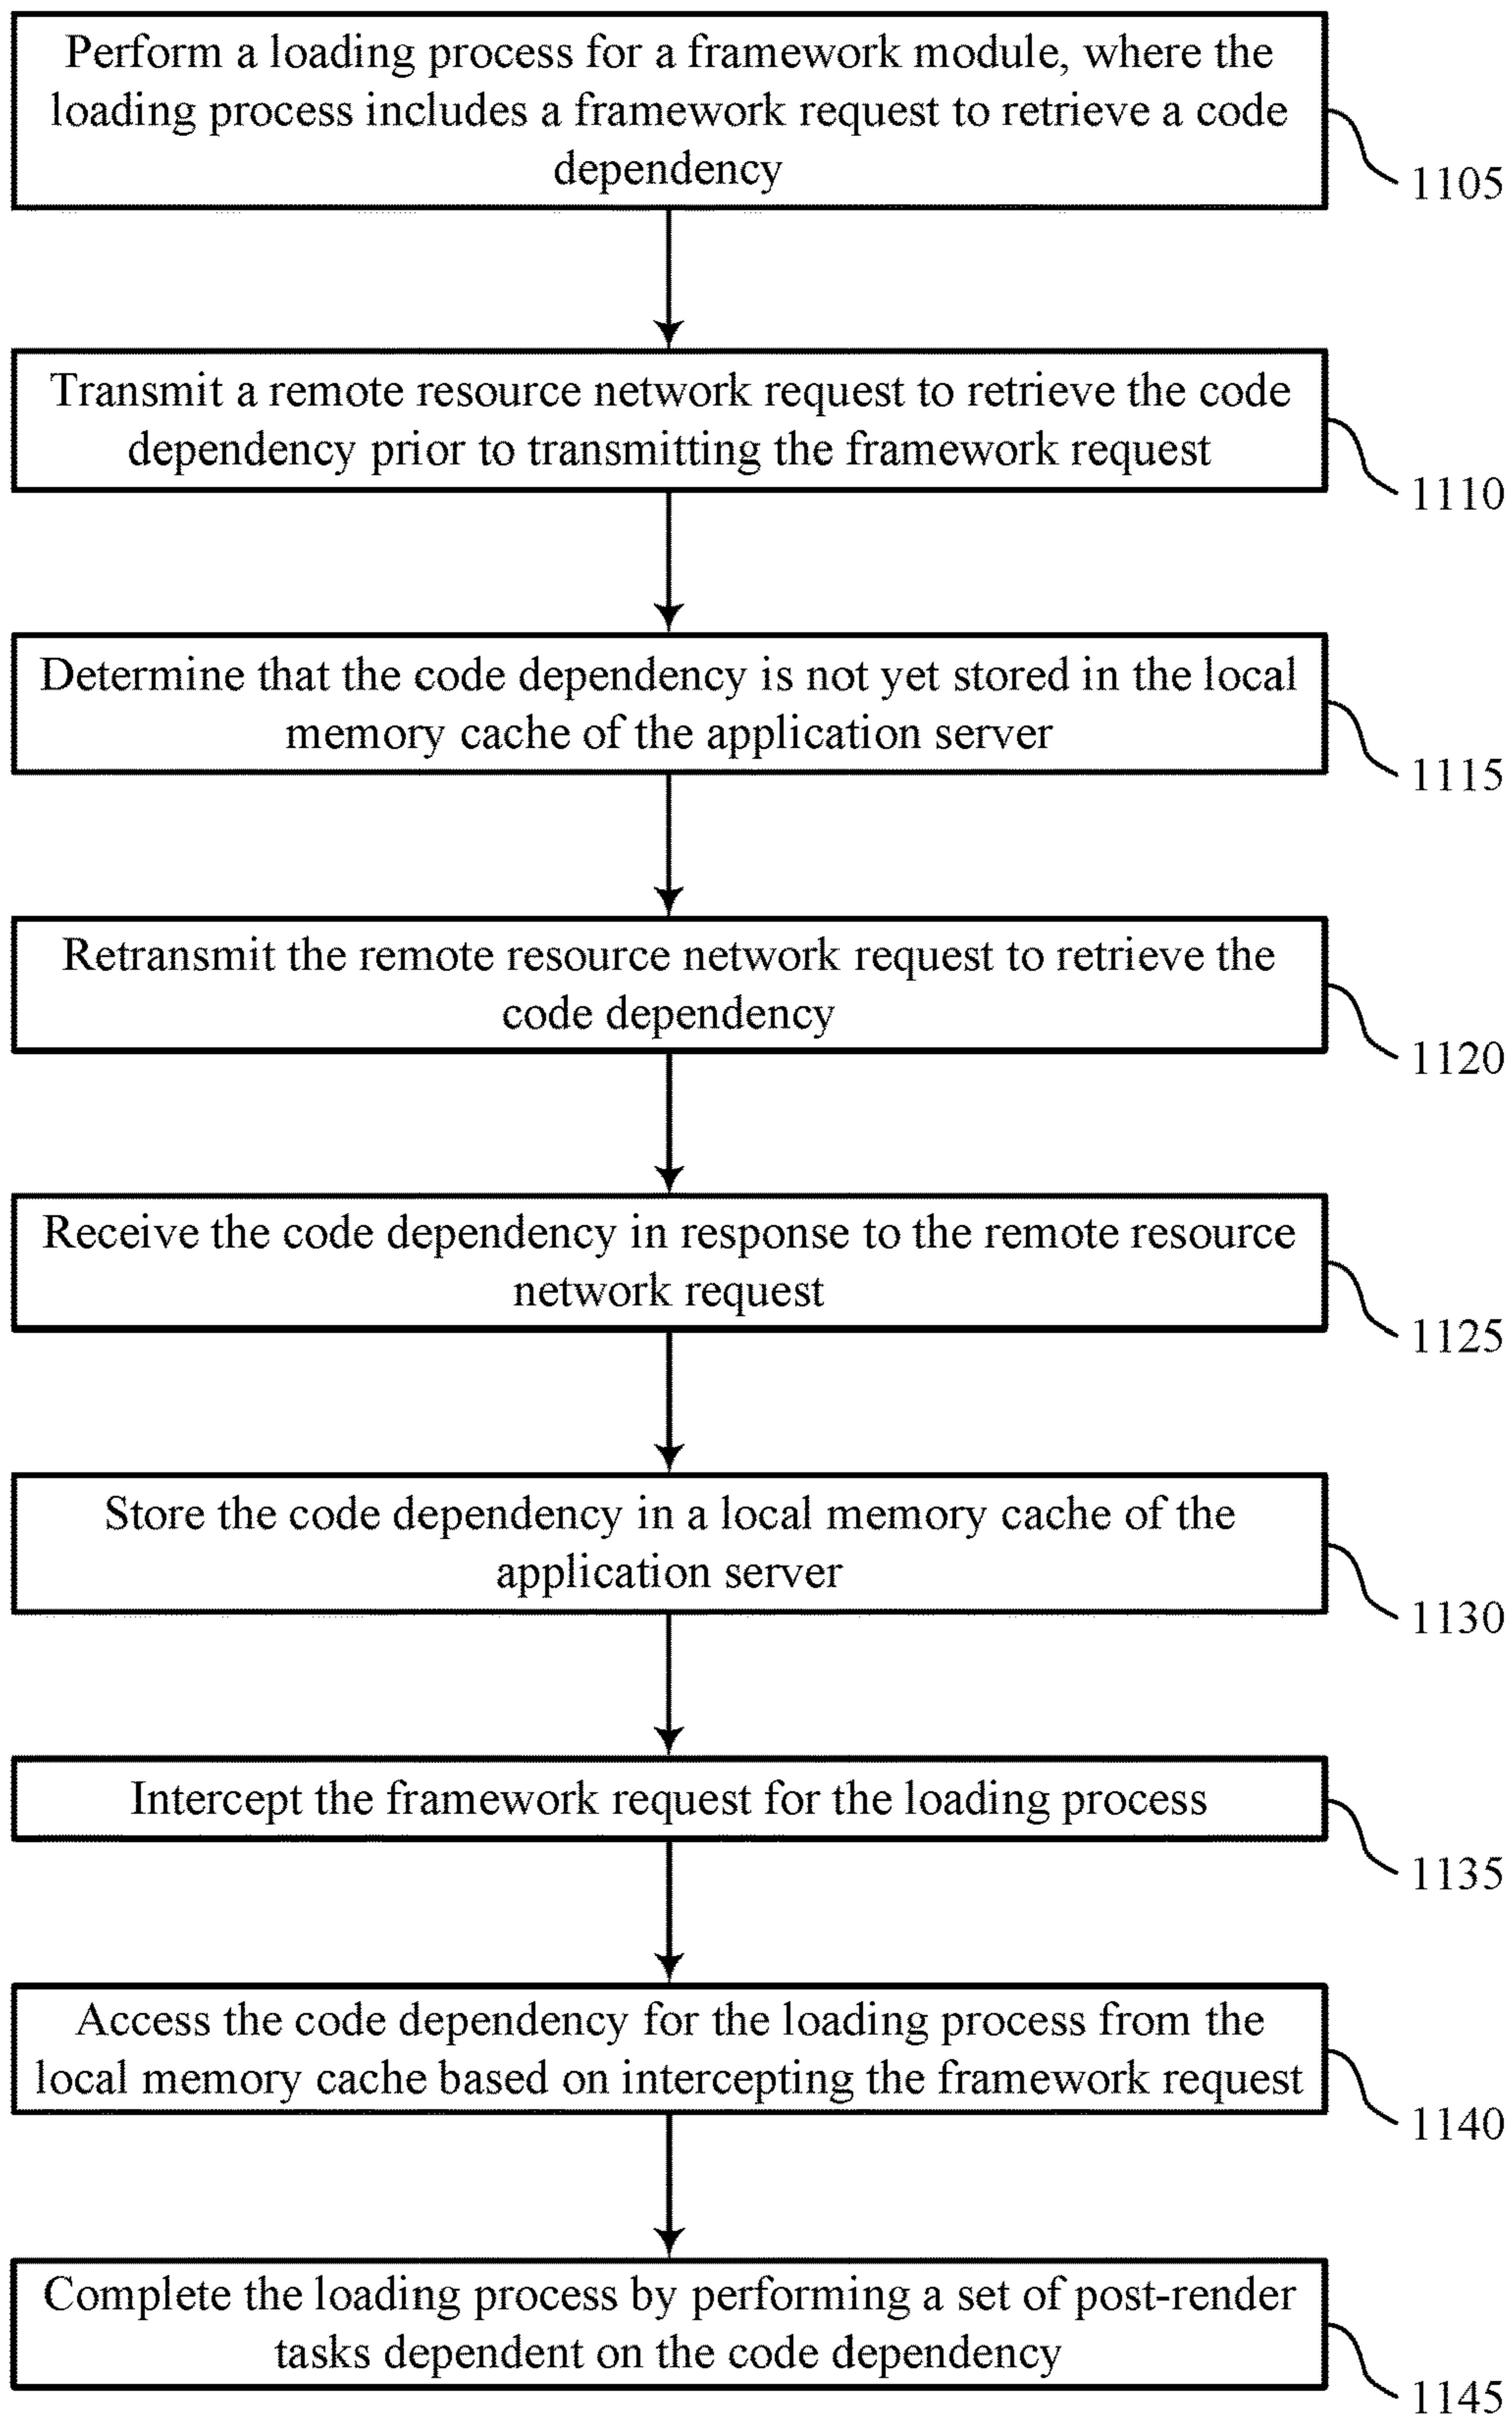 Perform a loading process for a framework module, where the
loading process includes a framework request to retrieve a code
dependency
1105
Transmit a remote resource network request to retrieve the code
dependency prior to transmitting the framework request
1110
Determine that the code dependency is not yet stored in the local
memory cache of the application server
1115
Retransmit the remote resource network request to retrieve the
code dependency
1120
Receive the code dependency in response to the remote resource
network request
1125
Store the code dependency in a local memory cache of the
application server
1130
Intercept the framework request for the loading process
1135
Access the code dependency for the loading process from the
local memory cache based on intercepting the framework request
1140
Complete the loading process by performing a set of post-render
tasks dependent on the code dependency
1145